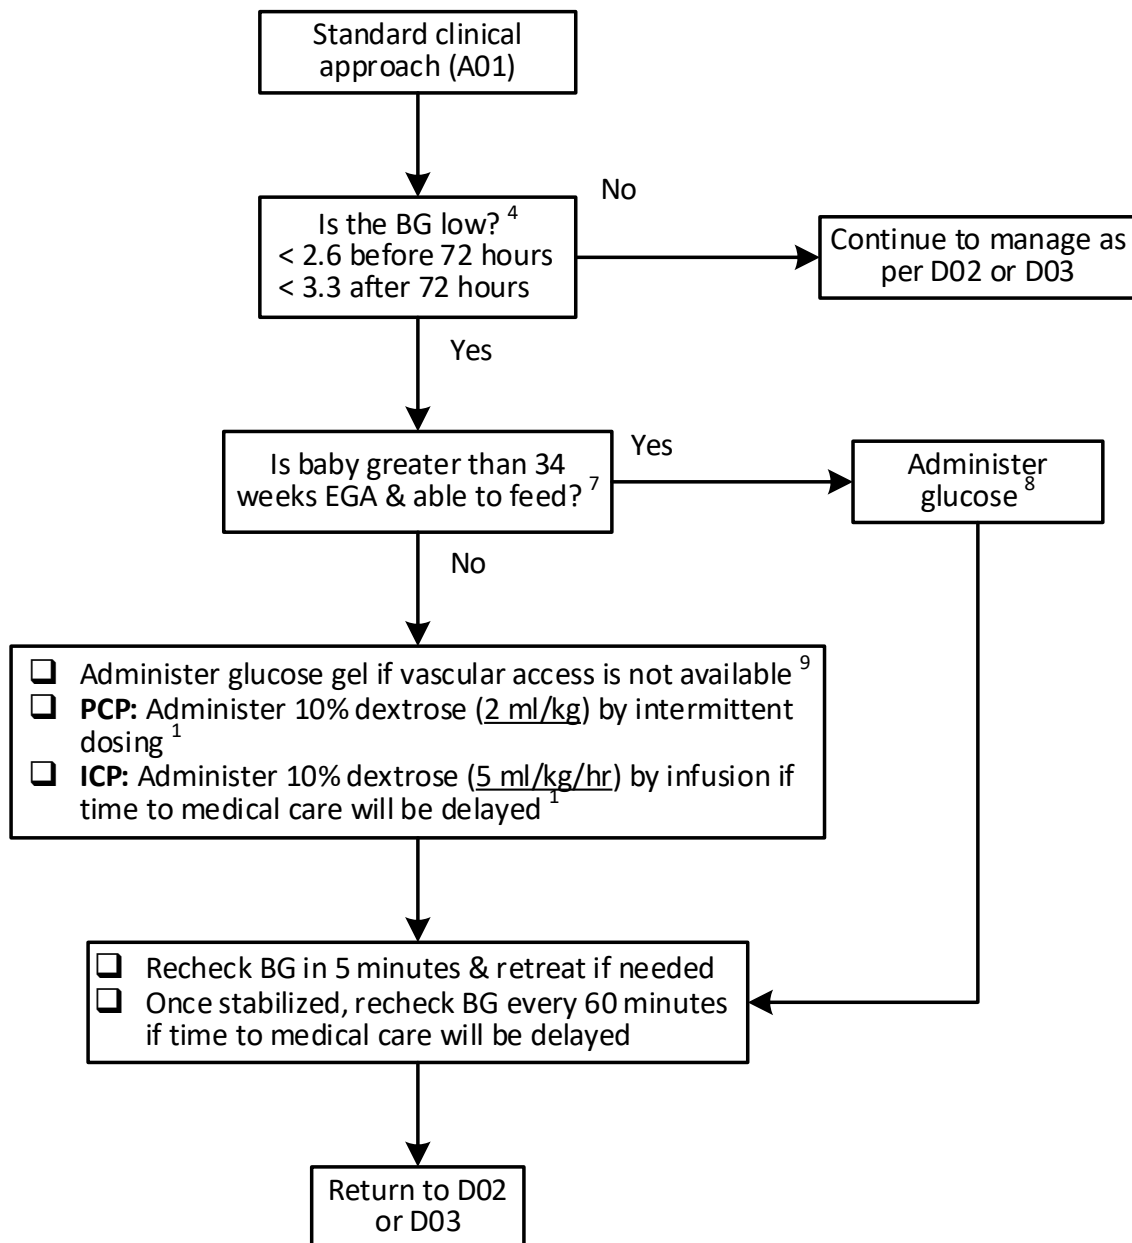 Standard clinical
approach (A01)
Is the BG low? 4
< 2.6 before 72 hours
< 3.3 after 72 hours
No
Continue to manage as
per D02 or D03
Yes
Is baby greater than 34
weeks EGA & able to feed? 7
Yes
Administer
glucose 8
No
❑ Administer glucose gel if vascular access is not available 9
❑ PCP: Administer 10% dextrose (2 ml/kg) by intermittent
dosing 1
❑ ICP: Administer 10% dextrose (5 ml/kg/hr) by infusion if
time to medical care will be delayed 1
❑ Recheck BG in 5 minutes & retreat if needed
❑ Once stabilized, recheck BG every 60 minutes
if time to medical care will be delayed
Return to D02
or D03